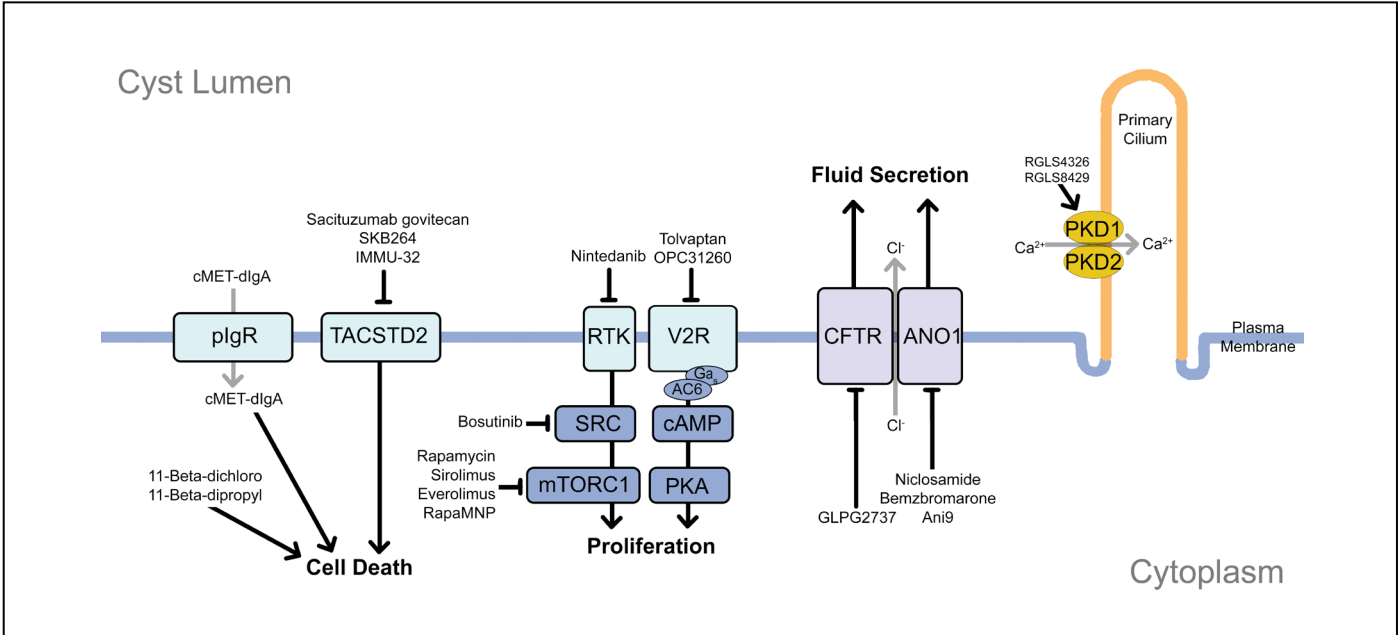 Cyst Lumen
Primary
Cilium
Fluid Secretion
RGLS4326
RGLS8429
Sacituzumab govitecan
SKB264
IMMU-32
PKD1
Ca²⁺
Ca²⁺
PKD2
Tolvaptan
OPC31260
Nintedanib
Cl⁻
cMET-dIgA
pIgR
TACSTD2
RTK
V2R
CFTR
ANO1
Plasma
Membrane
Gaₛ
AC6
cMET-dIgA
Bosutinib
SRC
cAMP
Cl⁻
11-Beta-dichloro
11-Beta-dipropyl
Rapamycin
Sirolimus
Everolimus
RapaMNP
mTORC1
PKA
Niclosamide
Bemzbromarone
Ani9
GLPG2737
Proliferation
Cell Death
Cytoplasm